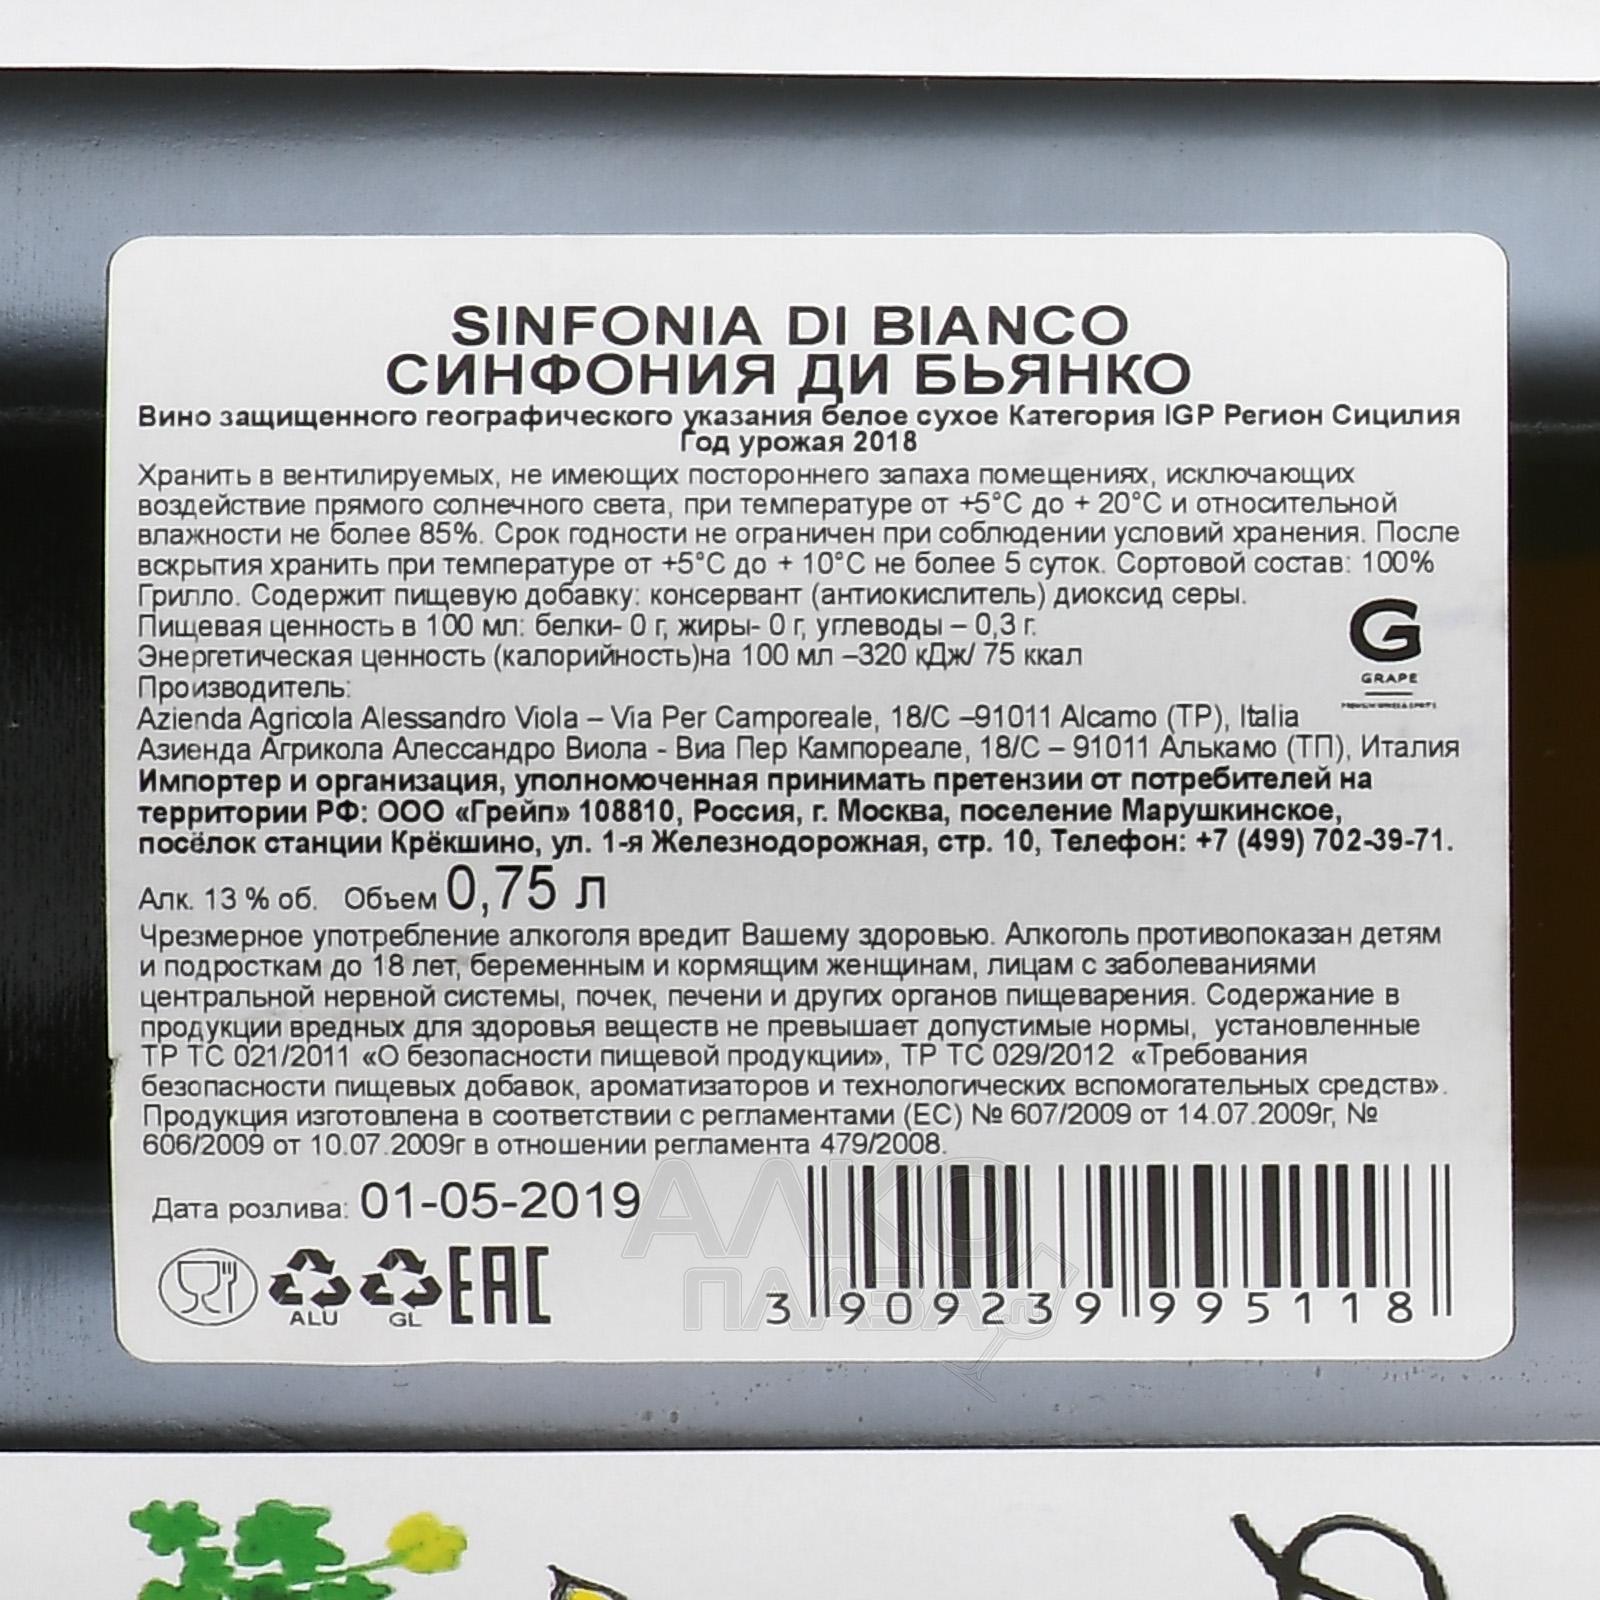 SINFONIA DI BIANCO
СИНФОНИЯ ДИ БЬЯНКО
Вино защищенного географического указания белое сухое Категория IGP Регион Сицилия
Год урожая 2018
Хранить в вентилируемых, не имеющих постороннего запаха помещениях, исключающих
воздействие прямого солнечного света, при температуре от +5°C до + 20°C и относительной
влажности не более 85%. Срок годности не ограничен при соблюдении условий хранения. После
вскрытия хранить при температуре от +5°C до + 10°C не более 5 суток. Сортовой состав: 100%
Грилло. Содержит пищевую добавку: консервант (антиокислитель) диоксид серы.
Пищевая ценность в 100 мл: белки- 0 г, жиры- 0 г, углеводы – 0,3 г.
Энергетическая ценность (калорийность)на 100 мл –320 кДж/ 75 ккал
G
GRAPE
PREMIUM WINES & SPIRITS
Производитель:
Azienda Agricola Alessandro Viola – Via Per Camporeale, 18/C –91011 Alcamo (TP), Italia
Азиенда Агрикола Алессандро Виола - Виа Пер Кампореале, 18/С – 91011 Алькамо (ТП), Италия
Импортер и организация, уполномоченная принимать претензии от потребителей на
территории РФ: ООО «Грейп» 108810, Россия, г. Москва, поселение Марушкинское,
посёлок станции Крёкшино, ул. 1-я Железнодорожная, стр. 10, Телефон: +7 (499) 702-39-71.
Алк. 13 % об. Объем 0,75 л
Чрезмерное употребление алкоголя вредит Вашему здоровью. Алкоголь противопоказан детям
и подросткам до 18 лет, беременным и кормящим женщинам, лицам с заболеваниями
центральной нервной системы, почек, печени и других органов пищеварения. Содержание в
продукции вредных для здоровья веществ не превышает допустимые нормы, установленные
ТР ТС 021/2011 «О безопасности пищевой продукции», ТР ТС 029/2012 «Требования
безопасности пищевых добавок, ароматизаторов и технологических вспомогательных средств».
Продукция изготовлена в соответствии с регламентами (ЕС) № 607/2009 от 14.07.2009г, №
606/2009 от 10.07.2009г в отношении регламента 479/2008.
Дата розлива: 01-05-2019
АЛКО
ПЛАЗА.ru
ALU
GL
EAC
3 909239 995118